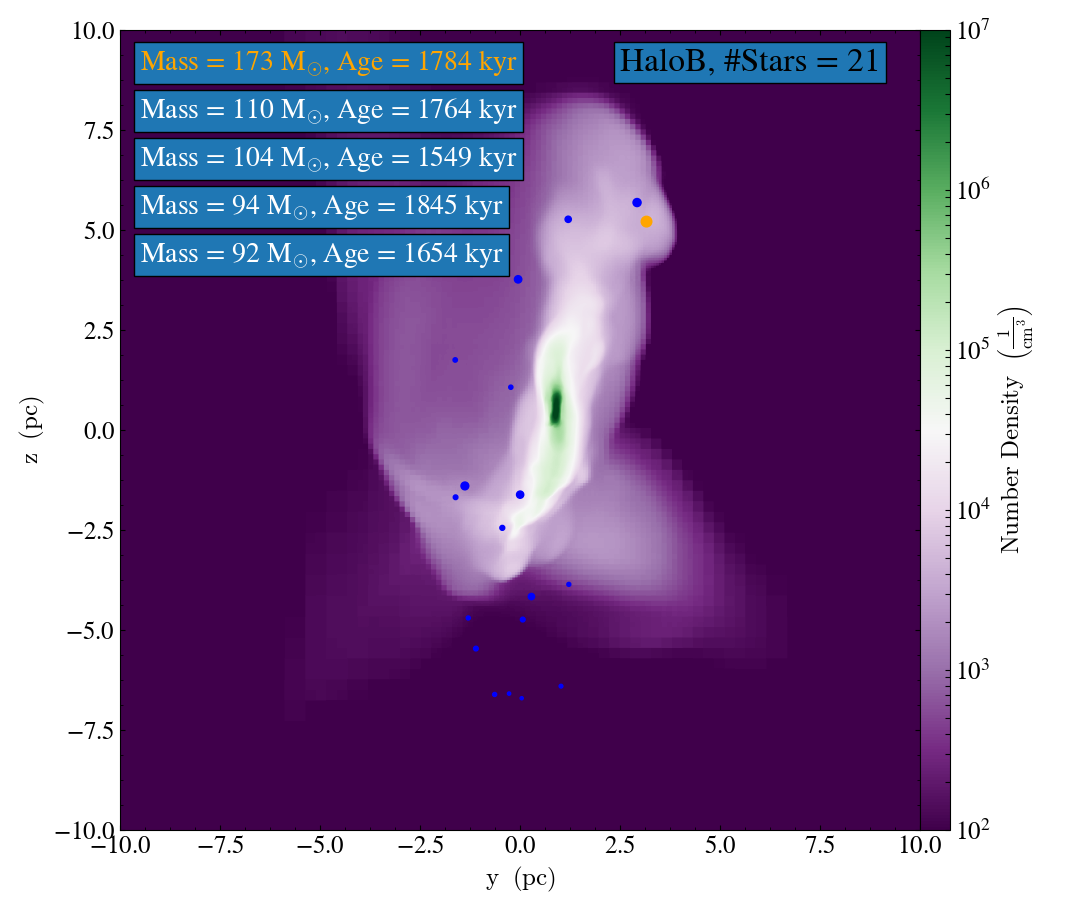 Mass = 173 M☉, Age = 1784 kyr
HaloB, #Stars = 21
Mass = 110 M☉, Age = 1764 kyr
Mass = 104 M☉, Age = 1549 kyr
Mass = 94 M☉, Age = 1845 kyr
Mass = 92 M☉, Age = 1654 kyr
10.0
7.5
5.0
2.5
0.0
−2.5
−5.0
−7.5
−10.0
z (pc)
−10.0 −7.5 −5.0 −2.5 0.0 2.5 5.0 7.5 10.0
y (pc)
10⁷
10⁶
10⁵
10⁴
10³
10²
Number Density (1/cm³)